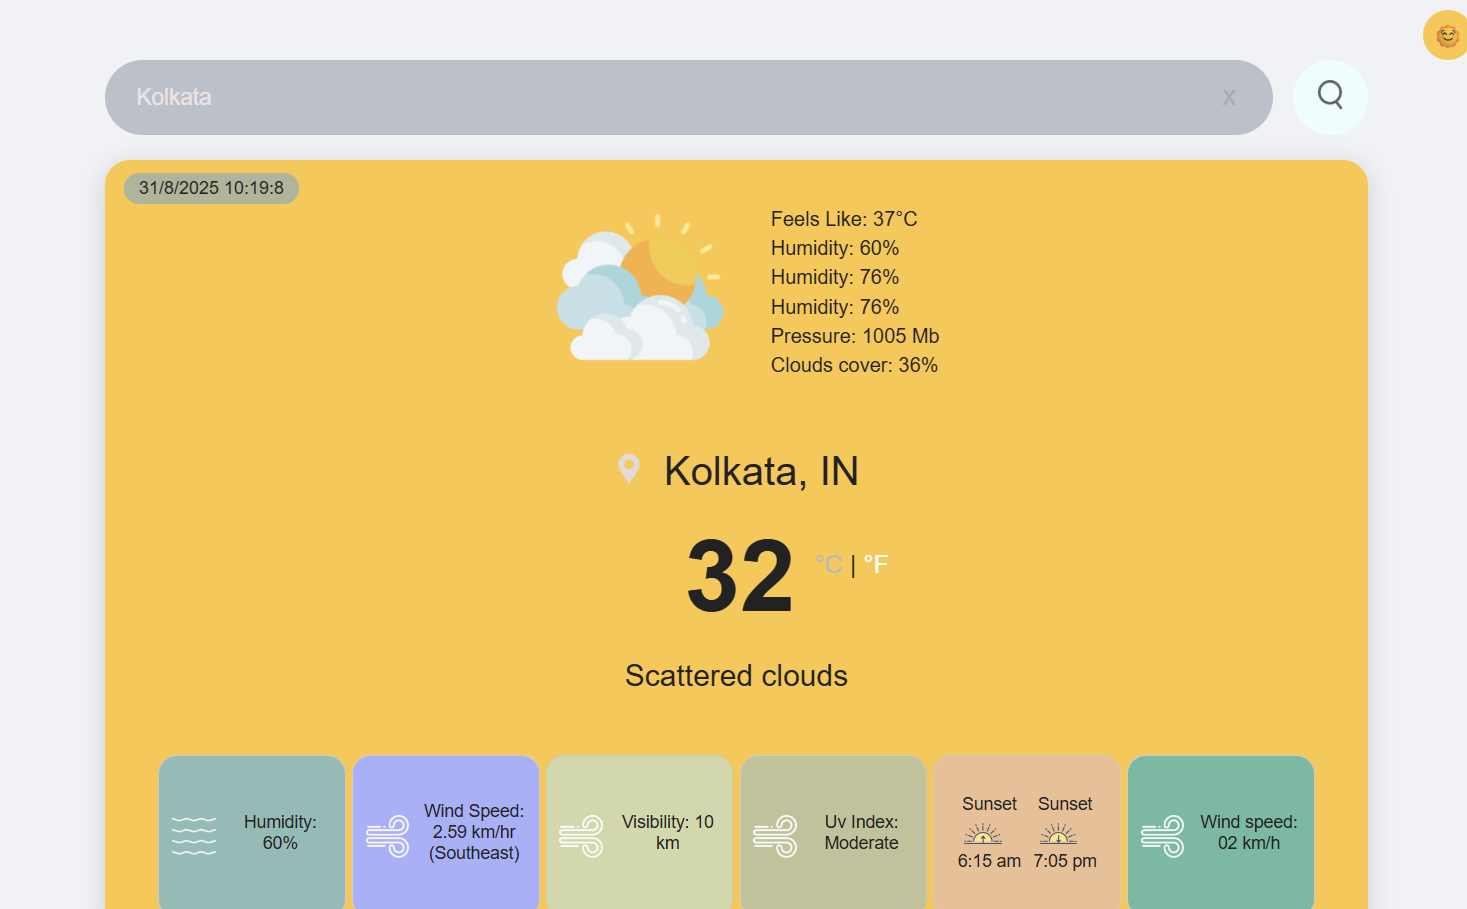 Kolkata x
31/8/2025 10:19:8
Feels Like: 37°C
Humidity: 60%
Humidity: 76%
Humidity: 76%
Pressure: 1005 Mb
Clouds cover: 36%
Kolkata, IN
32 °C | °F
Scattered clouds
Humidity:
60%
Wind Speed:
2.59 km/hr
(Southeast)
Visibility: 10
km
Uv Index:
Moderate
Sunset Sunset
6:15 am 7:05 pm
Wind speed:
02 km/h